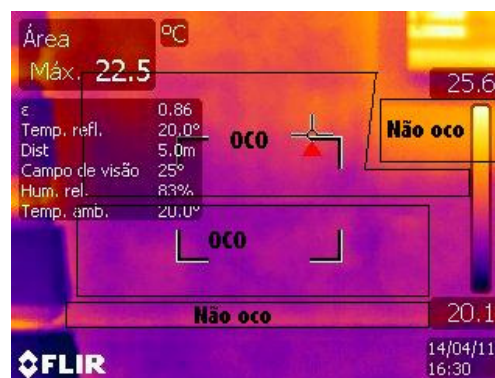 Área °C
Máx. 22.5
25.6
ε 0.86
Temp. refl. 20.0°
Dist 5.0m
Campo de visão 25°
Hum. rel. 83%
Temp. amb. 20.0°
oco
Não oco
oco
Não oco
20.1
14/04/11
16:30
FLIR